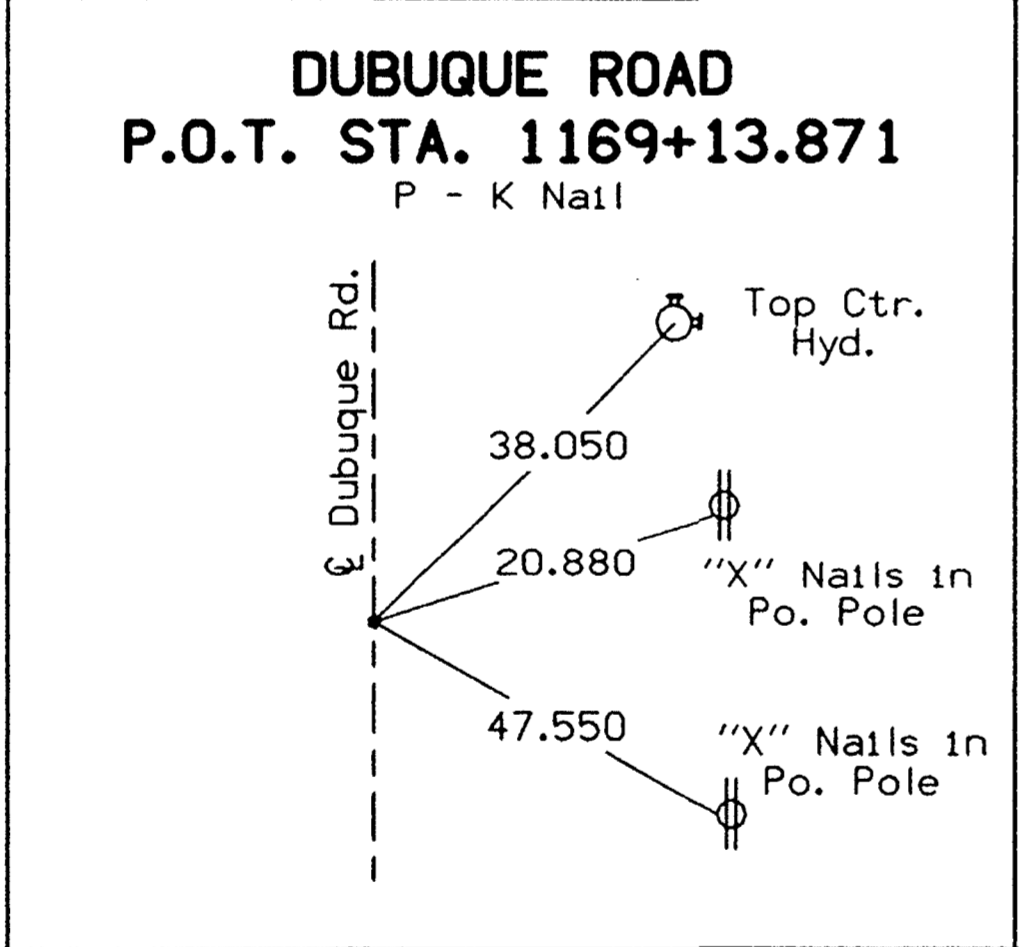 DUBUQUE ROAD
P.O.T. STA. 1169+13.871
P - K Nail
℄ Dubuque Rd.
Top Ctr.
Hyd.
38.050
20.880
"X" Nails in
Po. Pole
47.550
"X" Nails in
Po. Pole